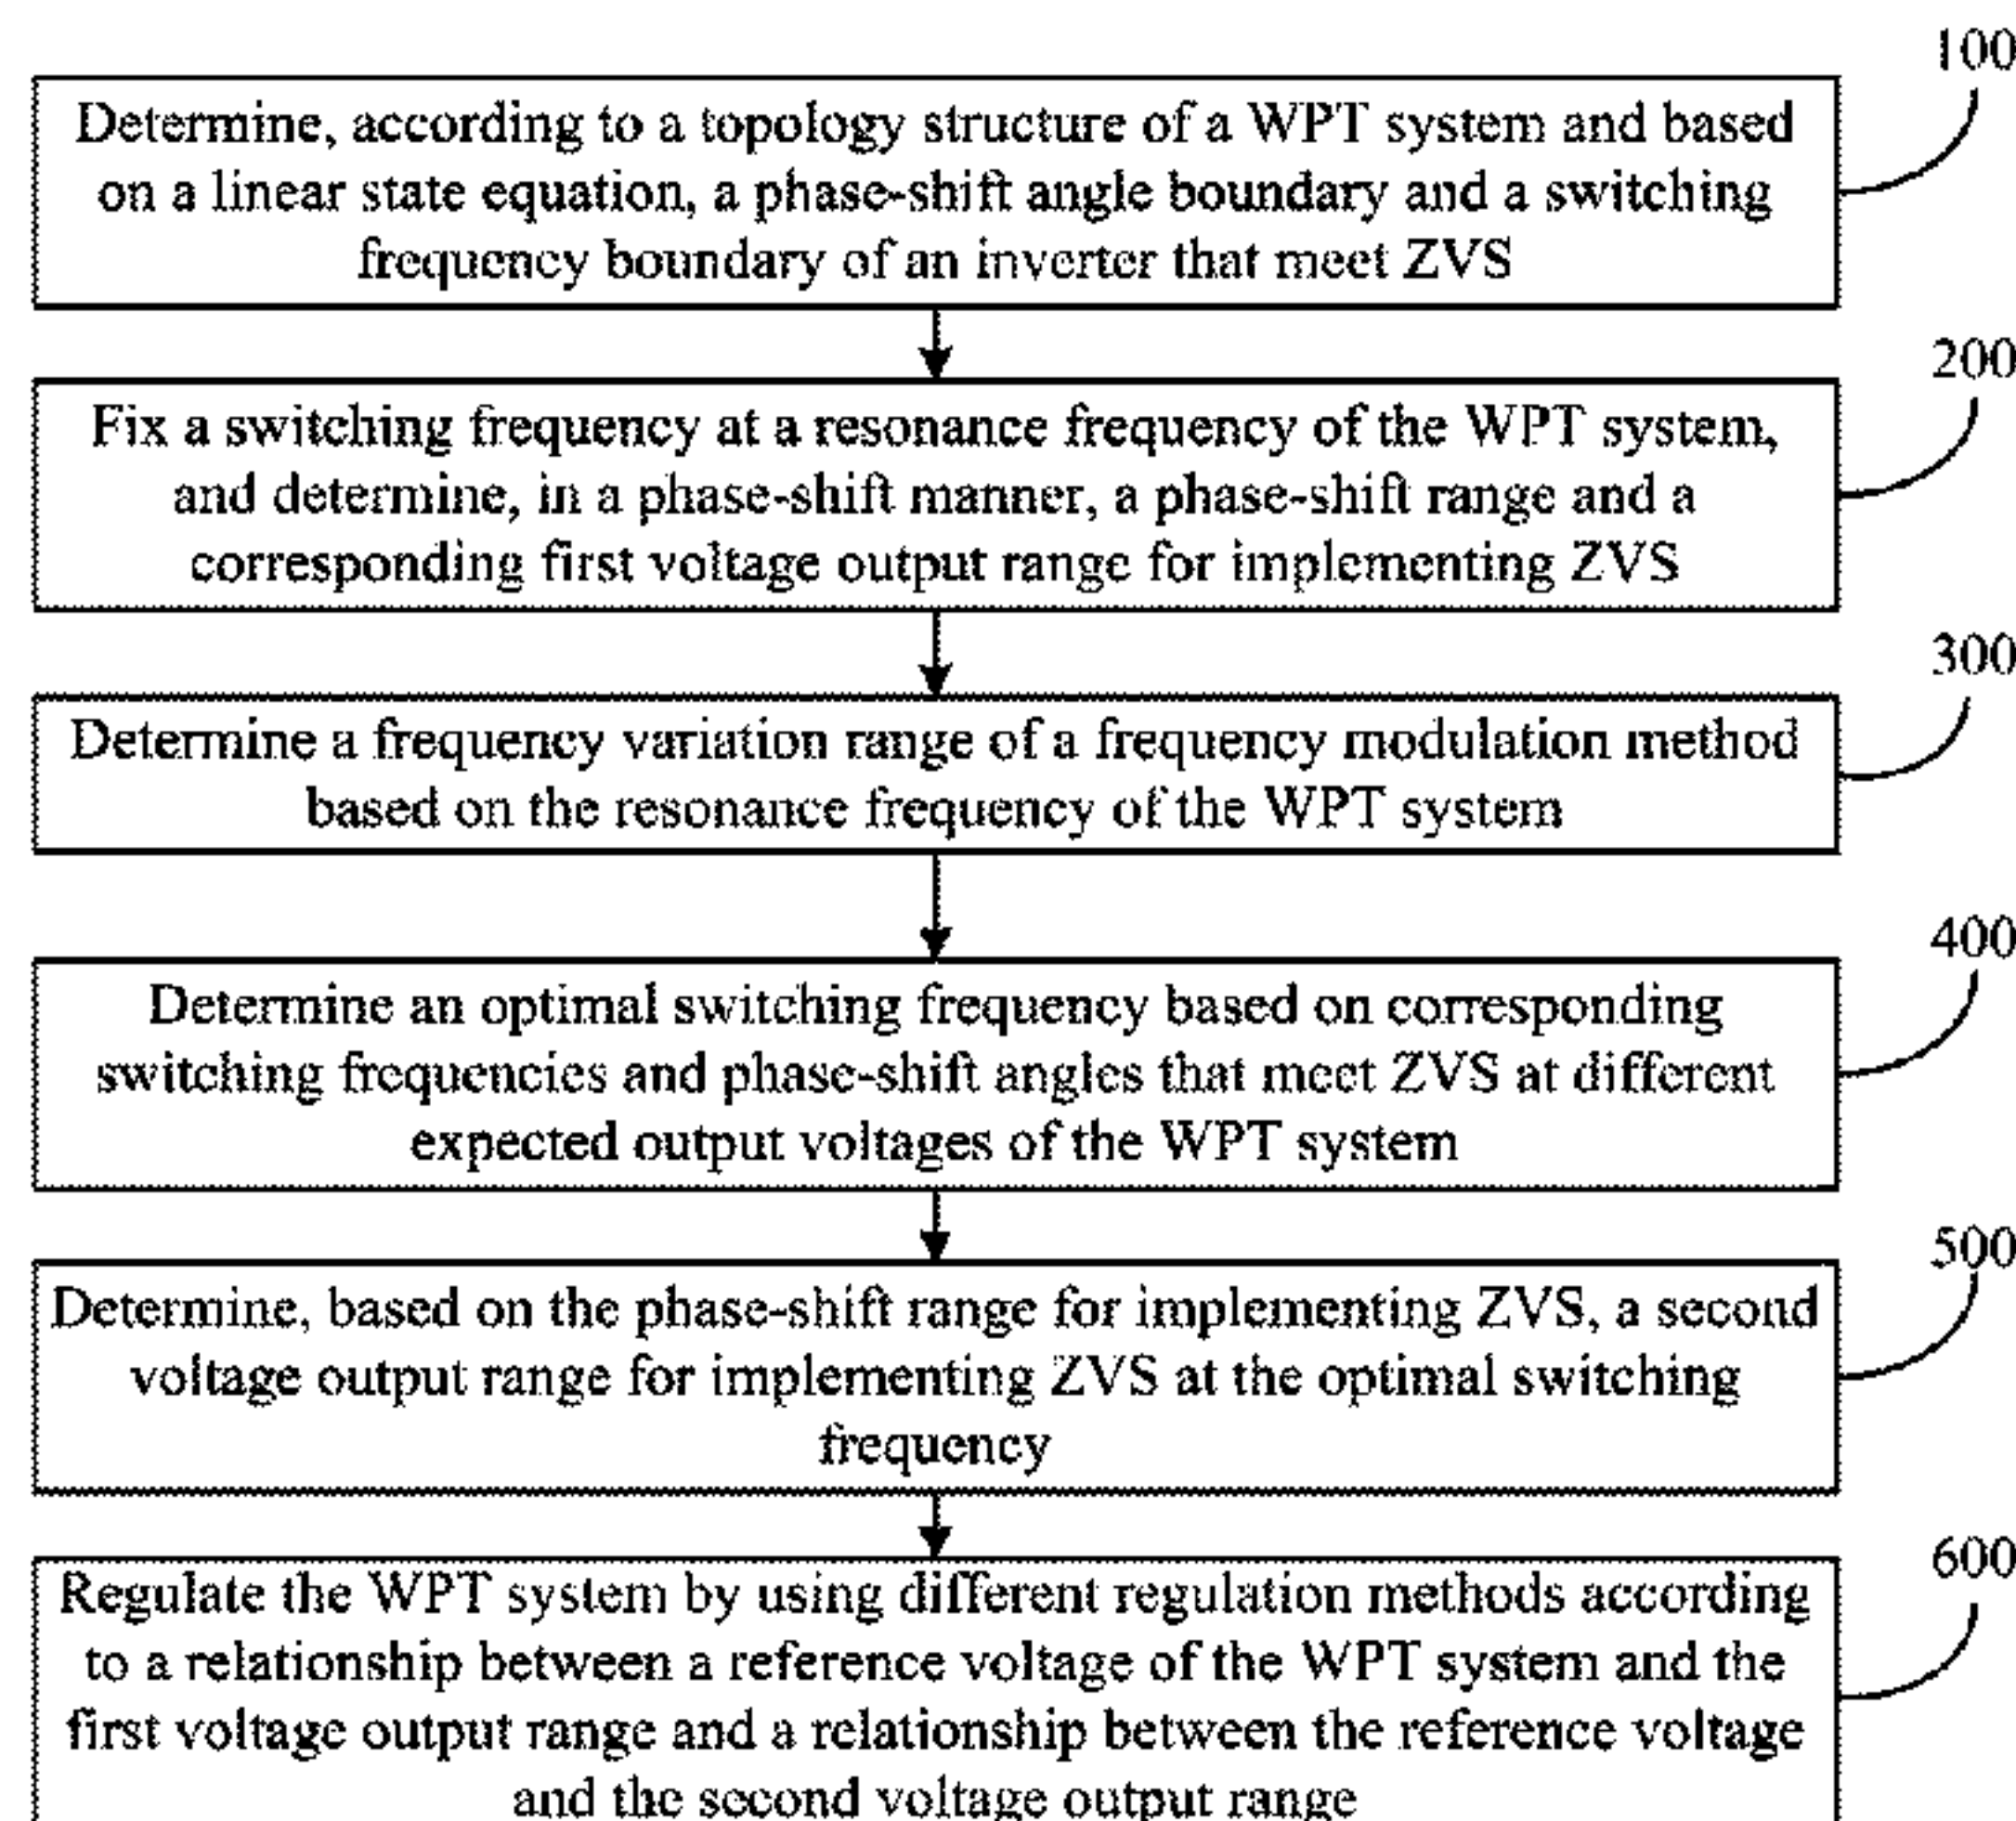 100
Determine, according to a topology structure of a WPT system and based
on a linear state equation, a phase-shift angle boundary and a switching
frequency boundary of an inverter that meet ZVS
200
Fix a switching frequency at a resonance frequency of the WPT system,
and determine, in a phase-shift manner, a phase-shift range and a
corresponding first voltage output range for implementing ZVS
300
Determine a frequency variation range of a frequency modulation method
based on the resonance frequency of the WPT system
400
Determine an optimal switching frequency based on corresponding
switching frequencies and phase-shift angles that meet ZVS at different
expected output voltages of the WPT system
500
Determine, based on the phase-shift range for implementing ZVS, a second
voltage output range for implementing ZVS at the optimal switching
frequency
600
Regulate the WPT system by using different regulation methods according
to a relationship between a reference voltage of the WPT system and the
first voltage output range and a relationship between the reference voltage
and the second voltage output range